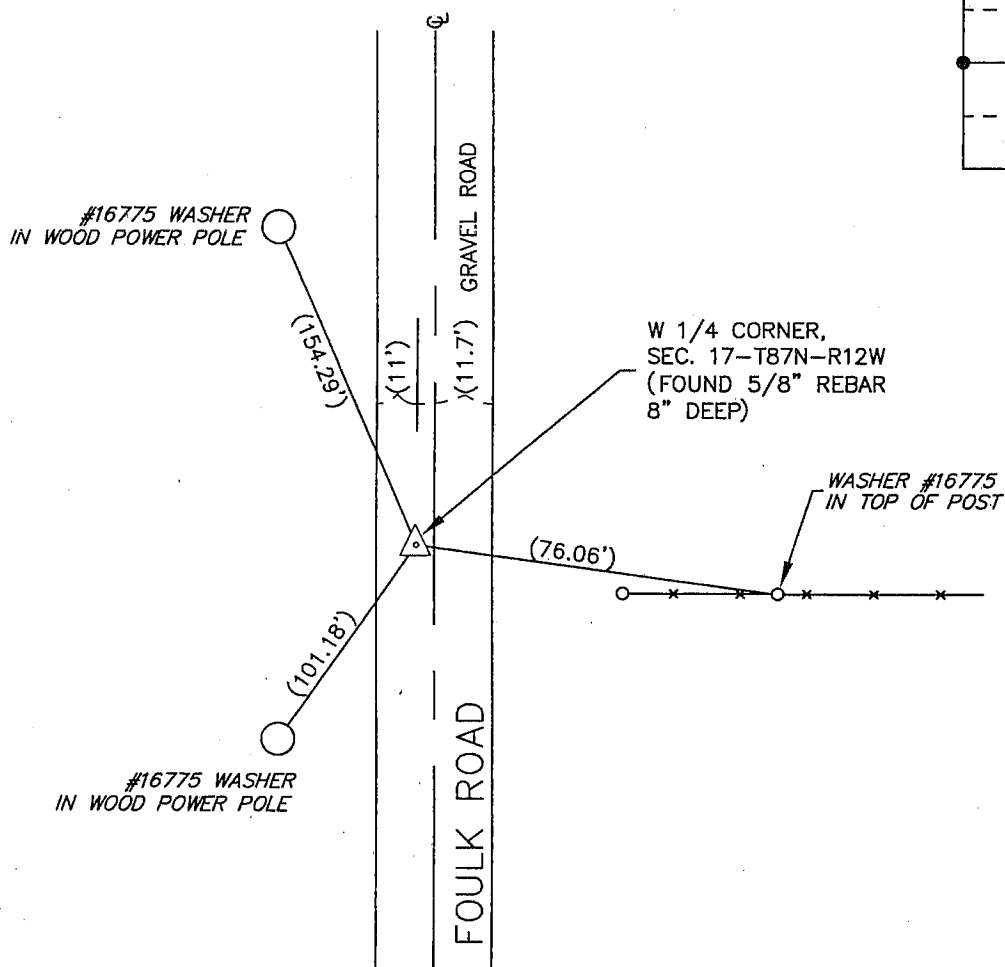 ℄
#16775 WASHER
IN WOOD POWER POLE
(154.29')
(11')
(11.7')
GRAVEL ROAD
W 1/4 CORNER,
SEC. 17-T87N-R12W
(FOUND 5/8" REBAR
8" DEEP)
WASHER #16775
IN TOP OF POST
(76.06')
(101.18')
#16775 WASHER
IN WOOD POWER POLE
FOULK ROAD